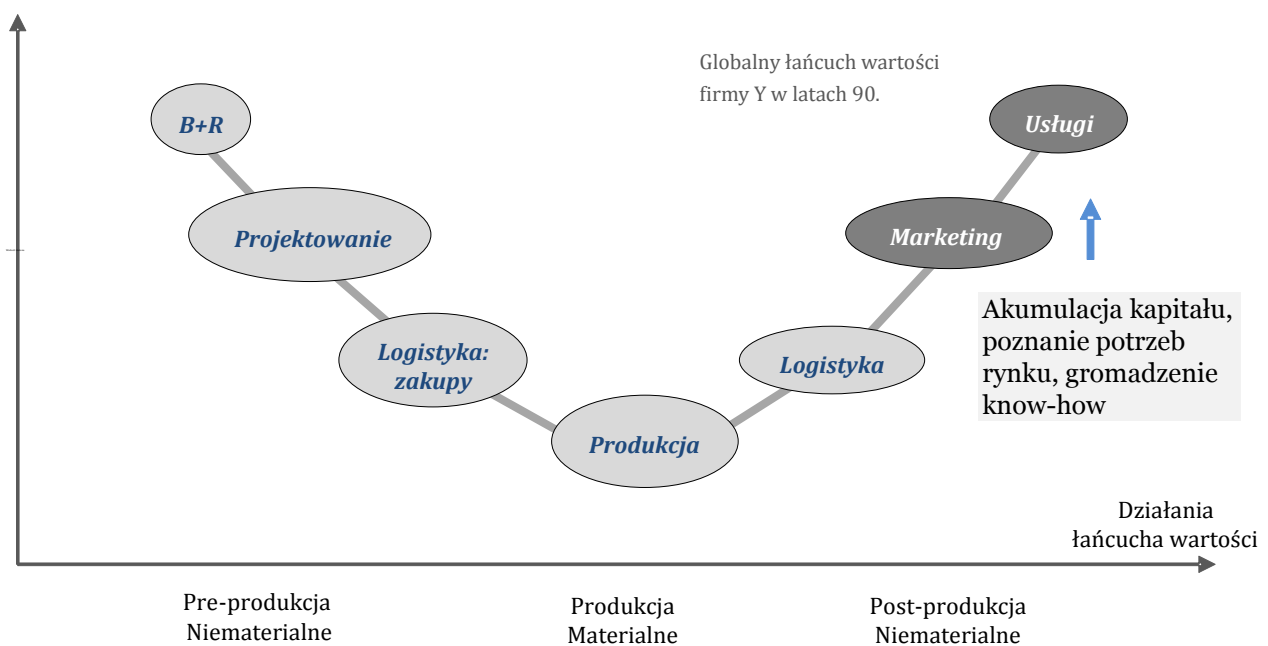 Globalny łańcuch wartości
firmy Y w latach 90.
B+R
Usługi
Projektowanie
Marketing
Akumulacja kapitału,
poznanie potrzeb
rynku, gromadzenie
know-how
Logistyka:
zakupy
Logistyka
Produkcja
Działania
łańcucha wartości
Pre-produkcja
Niematerialne
Produkcja
Materialne
Post-produkcja
Niematerialne